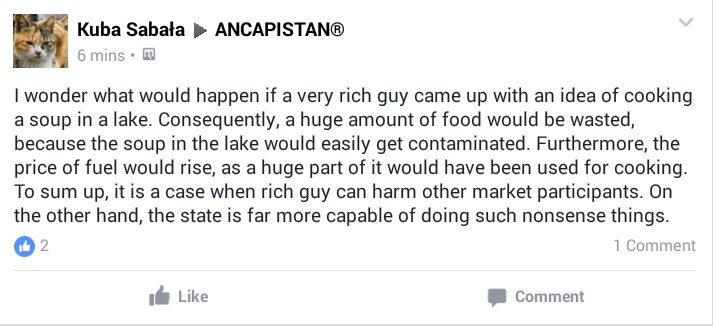 Kuba Sabała ▶ ANCAPISTAN®
6 mins •
I wonder what would happen if a very rich guy came up with an idea of cooking
a soup in a lake. Consequently, a huge amount of food would be wasted,
because the soup in the lake would easily get contaminated. Furthermore, the
price of fuel would rise, as a huge part of it would have been used for cooking.
To sum up, it is a case when rich guy can harm other market participants. On
the other hand, the state is far more capable of doing such nonsense things.
2 1 Comment
Like Comment